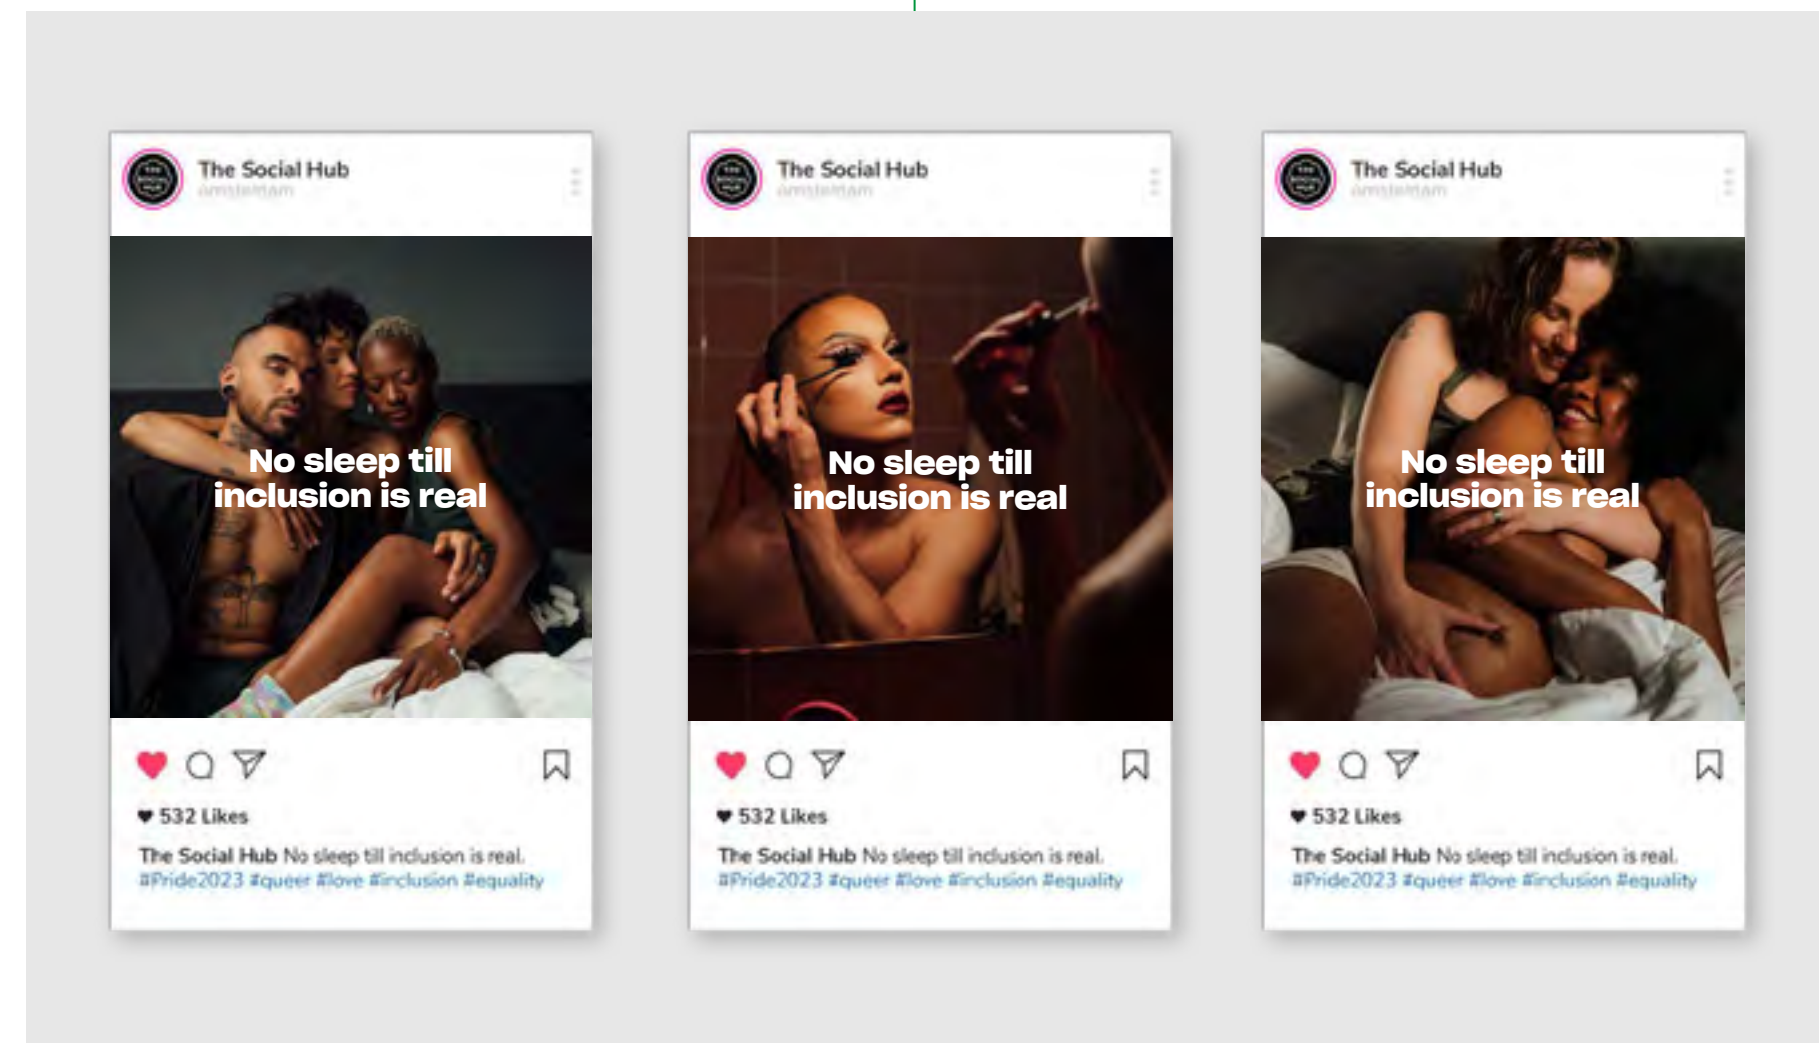 The Social Hub
amsterdam
No sleep till
inclusion is real
532 Likes
The Social Hub No sleep till inclusion is real.
#Pride2023 #queer #love #inclusion #equality
The Social Hub
amsterdam
No sleep till
inclusion is real
532 Likes
The Social Hub No sleep till inclusion is real.
#Pride2023 #queer #love #inclusion #equality
The Social Hub
amsterdam
No sleep till
inclusion is real
532 Likes
The Social Hub No sleep till inclusion is real.
#Pride2023 #queer #love #inclusion #equality